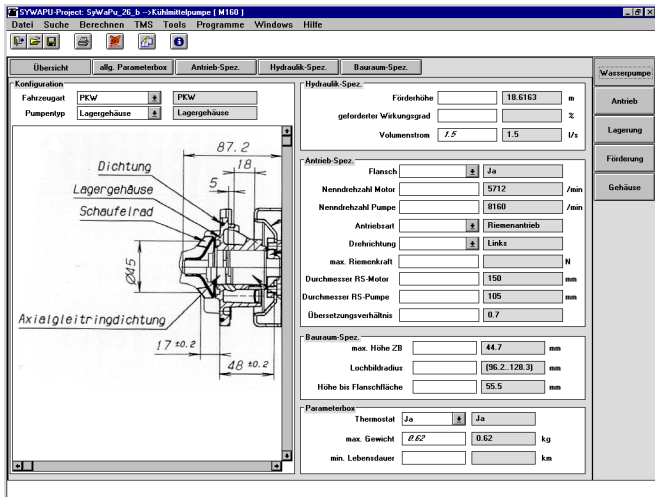 SYWAPU-Project: SyWaPu_26_b -->Kühlmittelpumpe ( M160 )
Datei Suche Berechnen TMS Tools Programme Windows Hilfe
Übersicht allg. Parameterbox Antrieb-Spez. Hydraulik-Spez. Bauraum-Spez.
Konfiguration
Fahrzeugart PKW PKW
Pumpentyp Lagergehäuse Lagergehäuse
87.2
18
5
Dichtung
Lagergehäuse
Schaufelrad
Ø45
Axialgleitringdichtung
17 ±0.2
48 ±0.2
Hydraulik-Spez.
Förderhöhe 18.6163 m
geforderter Wirkungsgrad %
Volumenstrom 1.5 1.5 l/s
Antrieb-Spez.
Flansch Ja
Nenndrehzahl Motor 5712 /min
Nenndrehzahl Pumpe 8160 /min
Antriebsart Riemenantrieb
Drehrichtung Links
max. Riemenkraft N
Durchmesser RS-Motor 150 mm
Durchmesser RS-Pumpe 105 mm
Übersetzungsverhältnis 0.7
Bauraum-Spez.
max. Höhe ZB 44.7 mm
Lochbildradius (96.2..128.3) mm
Höhe bis Flanschfläche 55.5 mm
Parameterbox
Thermostat Ja Ja
max. Gewicht 0.62 0.62 kg
min. Lebensdauer km
Wasserpumpe
Antrieb
Lagerung
Förderung
Gehäuse